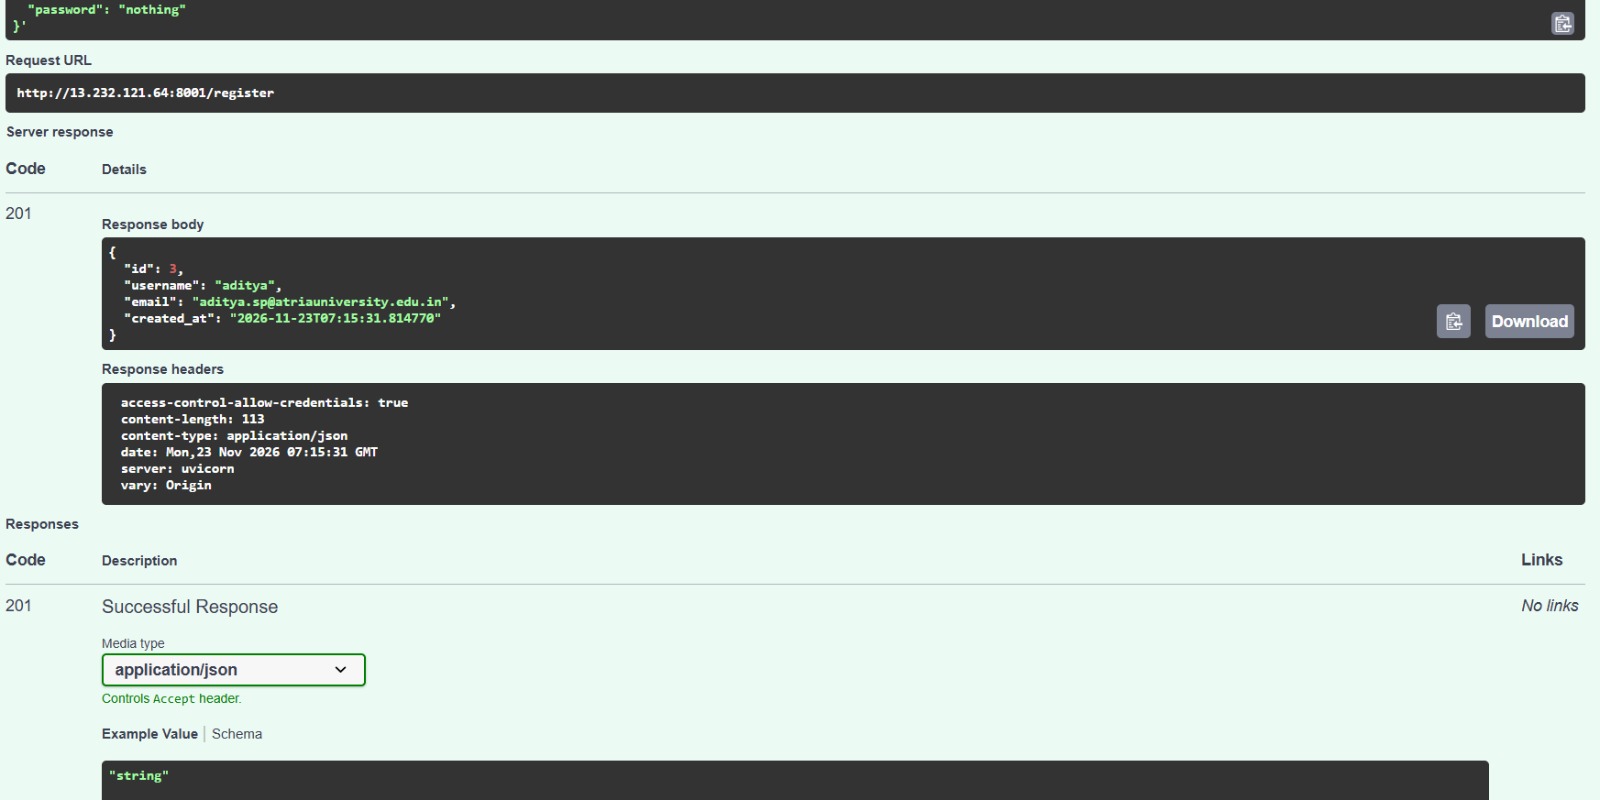 "password": "nothing"
}'
Request URL
http://13.232.121.64:8001/register
Server response
Code Details
201
Response body
{
"id": 3,
"username": "aditya",
"email": "aditya.sp@atriauniversity.edu.in",
"created_at": "2026-11-23T07:15:31.814770"
}
Download
Response headers
access-control-allow-credentials: true
content-length: 113
content-type: application/json
date: Mon,23 Nov 2026 07:15:31 GMT
server: uvicorn
vary: Origin
Responses
Code Description Links
201 Successful Response No links
Media type
application/json
Controls Accept header.
Example Value Schema
"string"